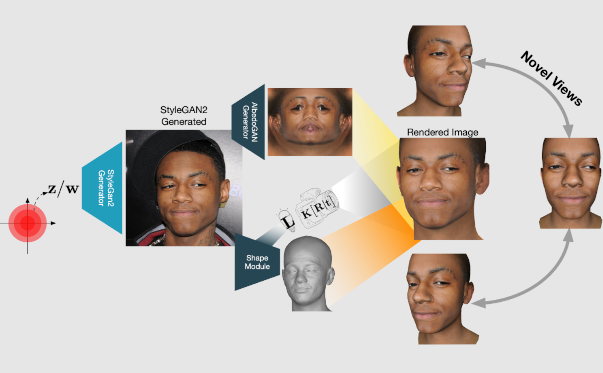 StyleGAN2
Generated
AlbedoGAN
Generator
Novel Views
Rendered Image
z/w
StyleGan2
Generator
L K[R|t]
Shape
Module